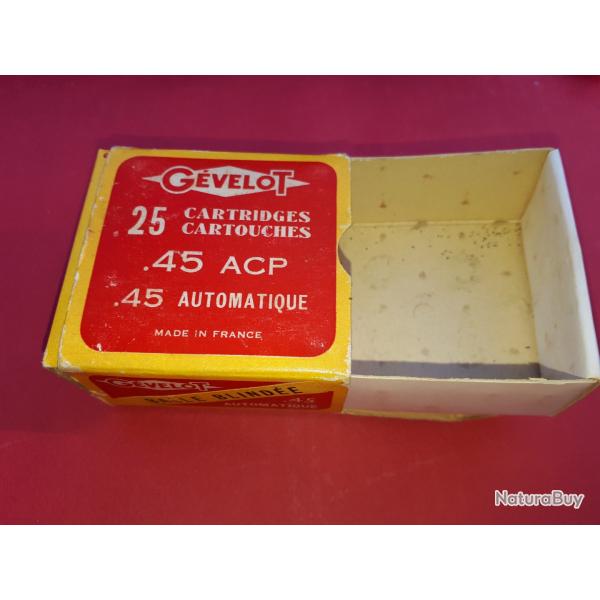 GÉVELOT
25 CARTRIDGES
CARTOUCHES
.45 ACP
.45 AUTOMATIQUE
MADE IN FRANCE
GÉVELOT
BALLE BLINDÉE
.45
AUTOMATIQUE
NaturaBuy